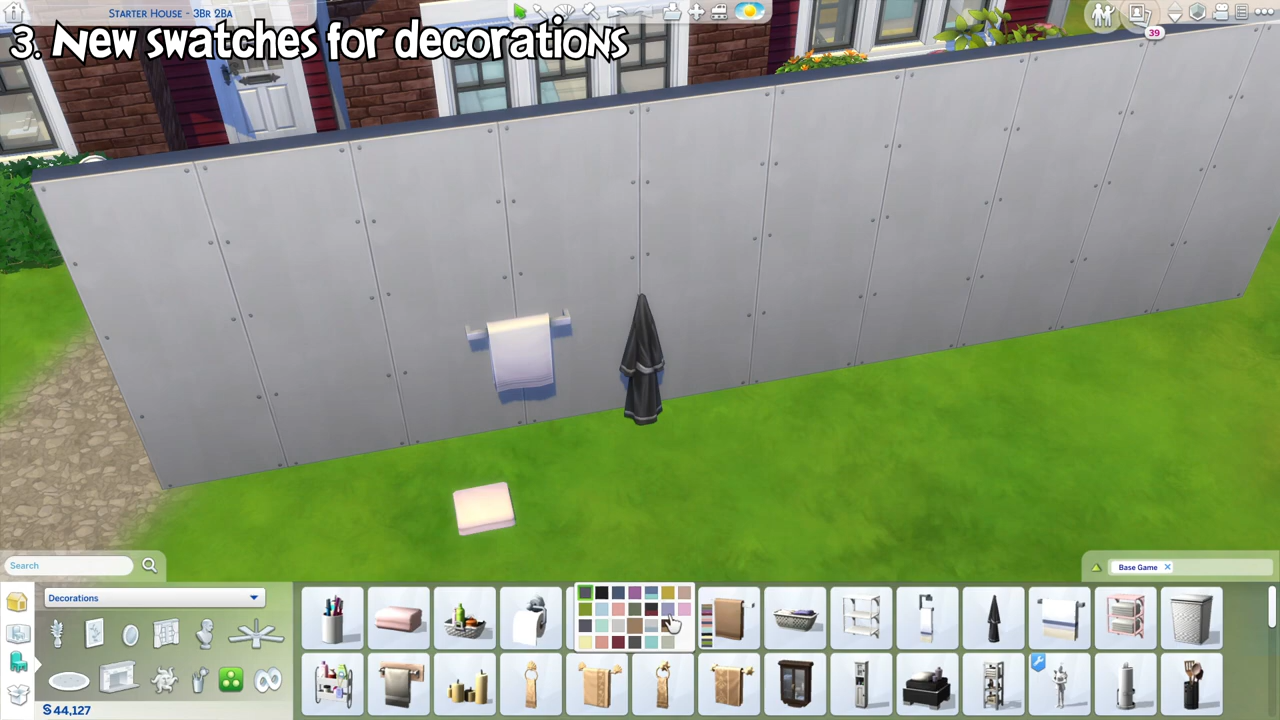 Starter House - 3Br 2Ba
3. New swatches for decorations
39
Search
Base Game
Decorations
§44,127